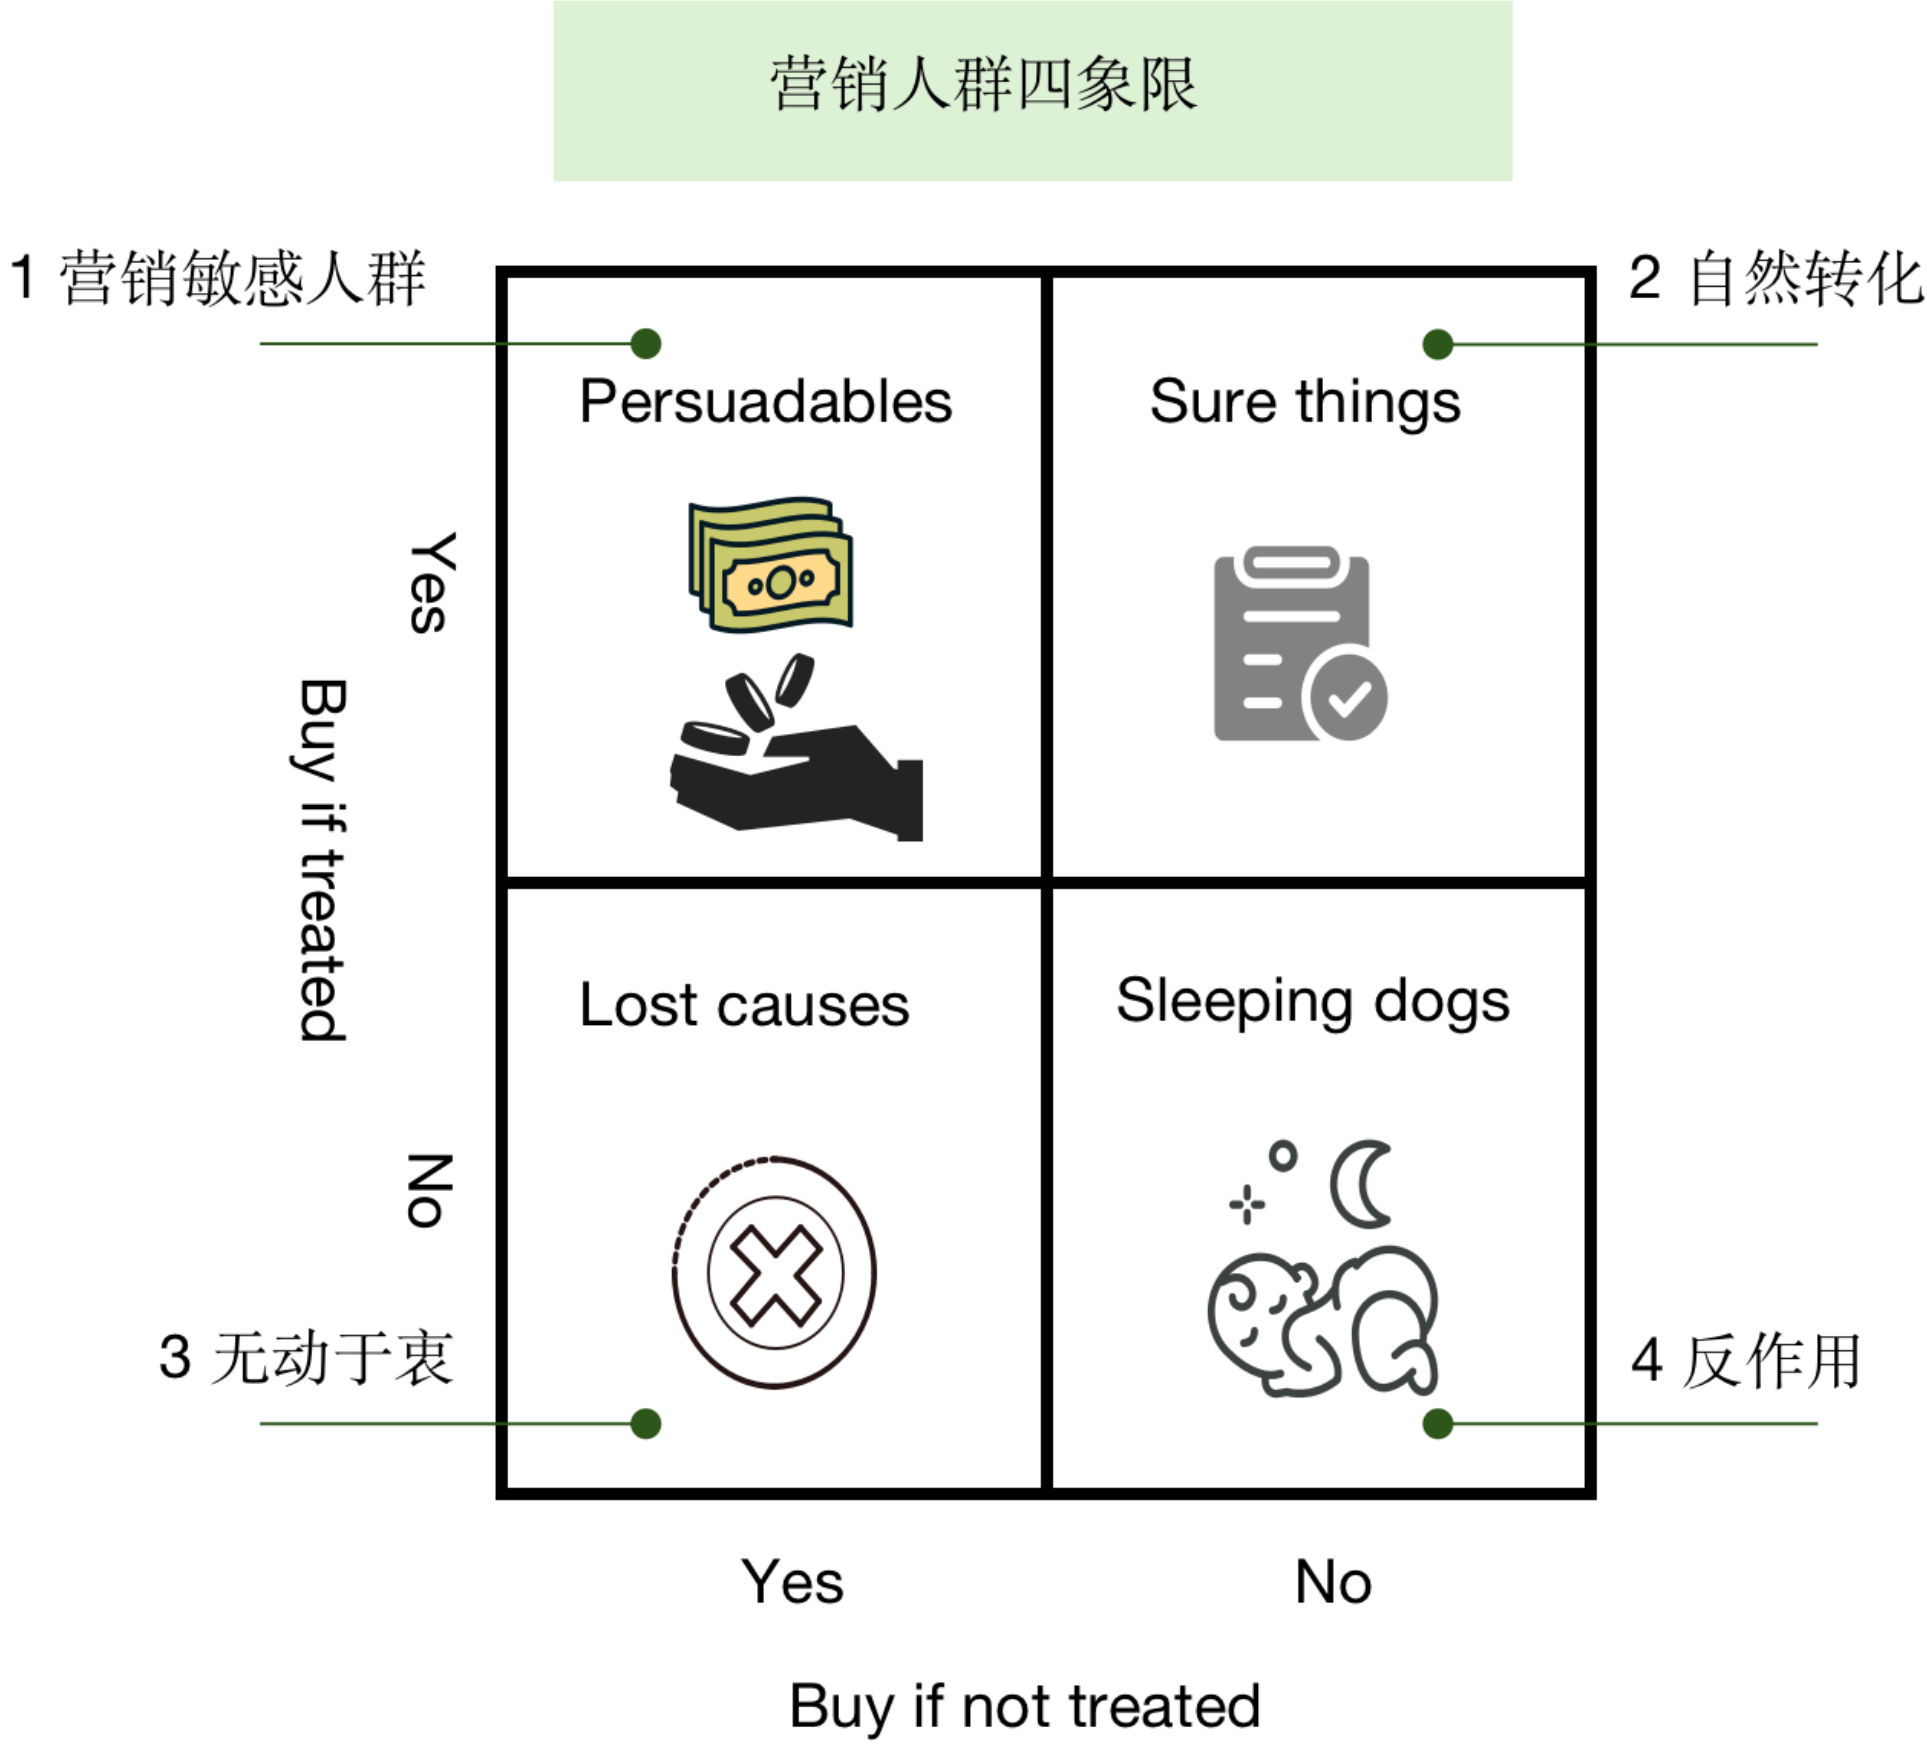 营销人群四象限
1 营销敏感人群
2 自然转化
Persuadables
Sure things
Yes
Buy if treated
Lost causes
Sleeping dogs
No
3 无动于衷
4 反作用
Yes
No
Buy if not treated